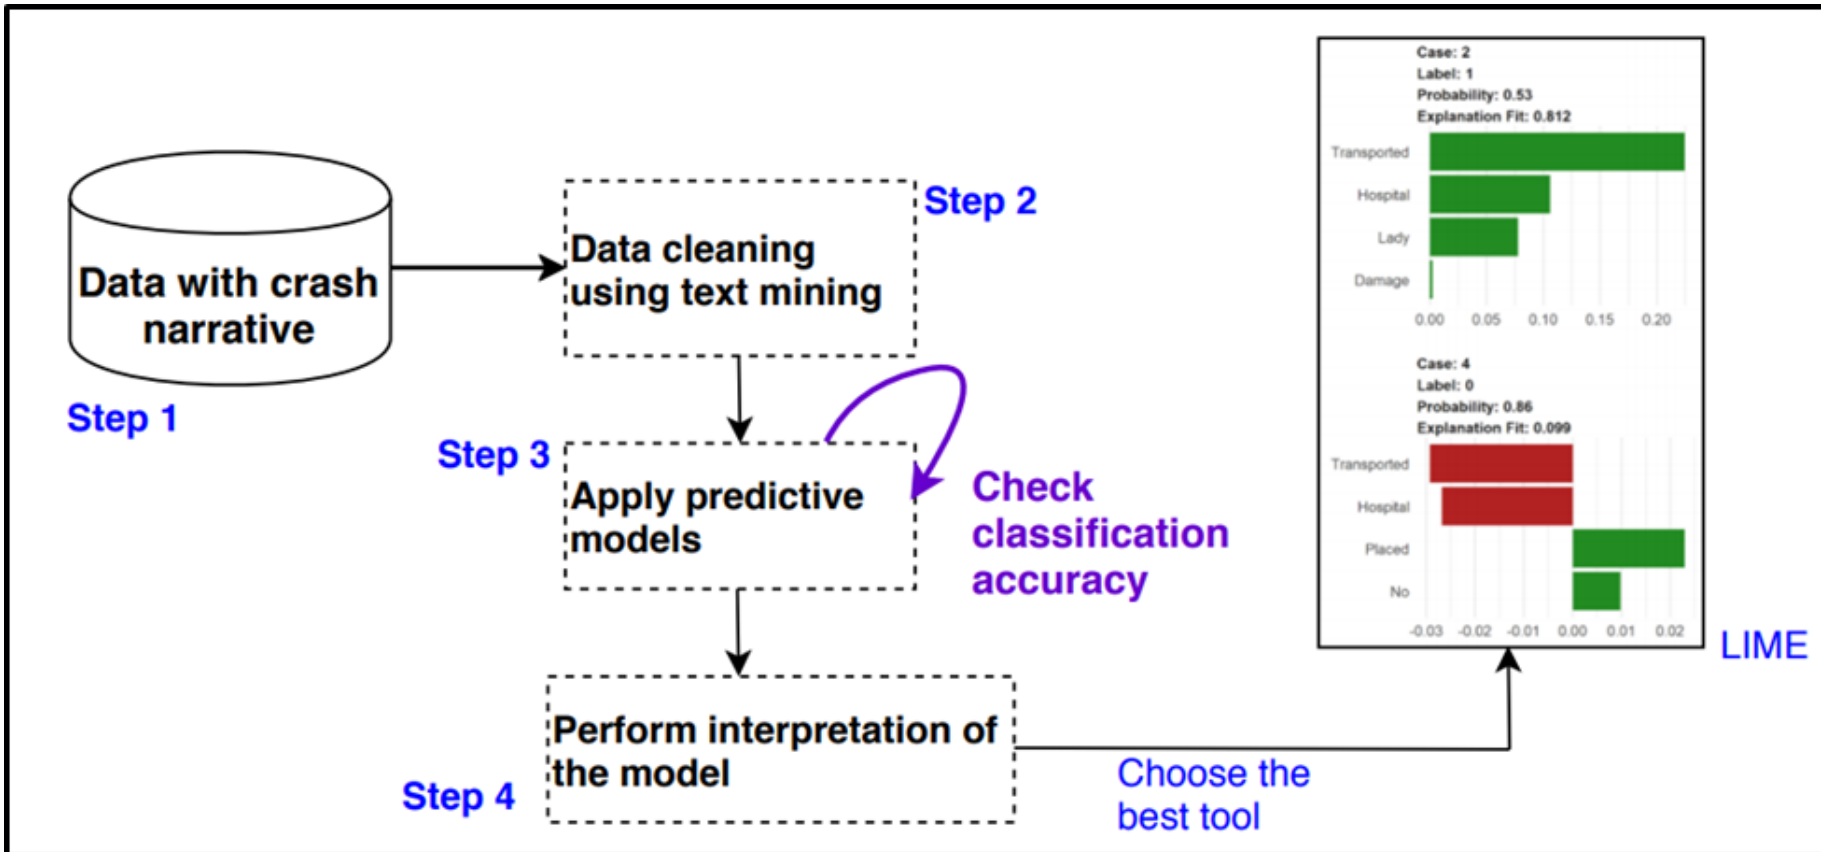 Data with crash
narrative
Step 1
Data cleaning
using text mining
Step 2
Step 3
Apply predictive
models
Check
classification
accuracy
Perform interpretation of
the model
Step 4
Choose the
best tool
Case: 2
Label: 1
Probability: 0.53
Explanation Fit: 0.812
Transported
Hospital
Lady
Damage
0.00 0.05 0.10 0.15 0.20
Case: 4
Label: 0
Probability: 0.86
Explanation Fit: 0.099
Transported
Hospital
Placed
No
-0.03 -0.02 -0.01 0.00 0.01 0.02
LIME